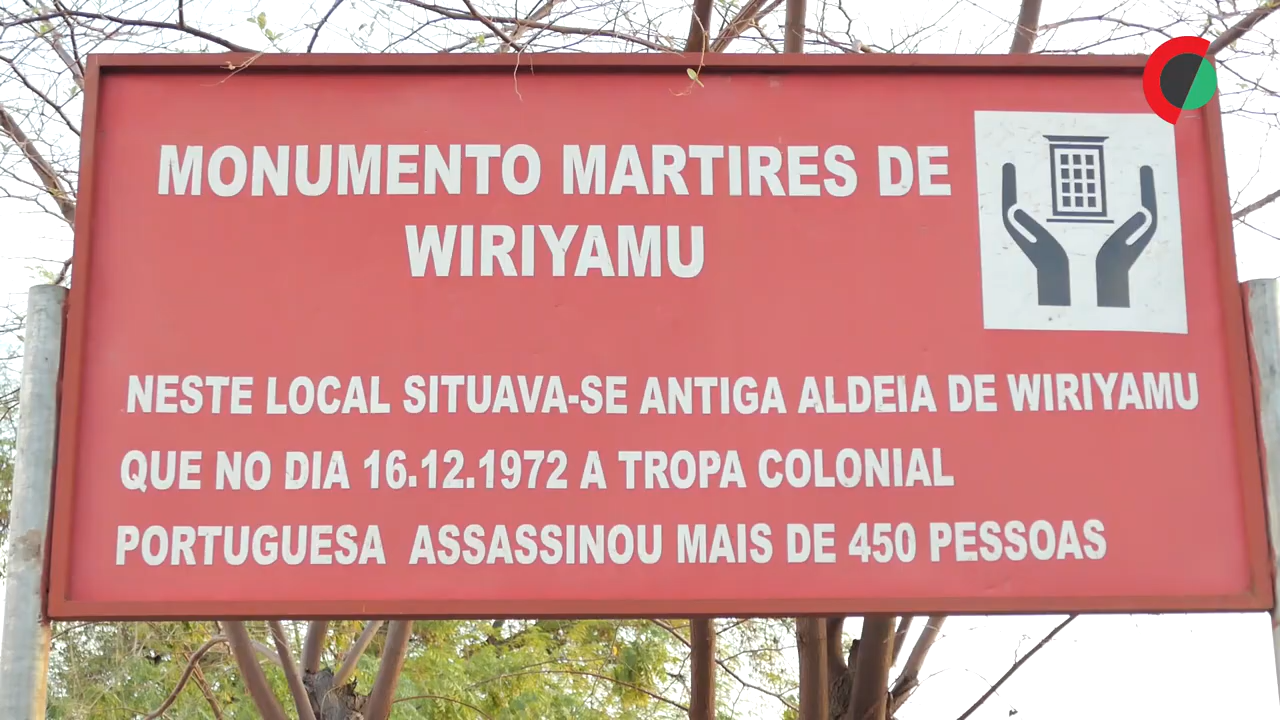 MONUMENTO MARTIRES DE
WIRIYAMU
NESTE LOCAL SITUAVA-SE ANTIGA ALDEIA DE WIRIYAMU
QUE NO DIA 16.12.1972 A TROPA COLONIAL
PORTUGUESA ASSASSINOU MAIS DE 450 PESSOAS